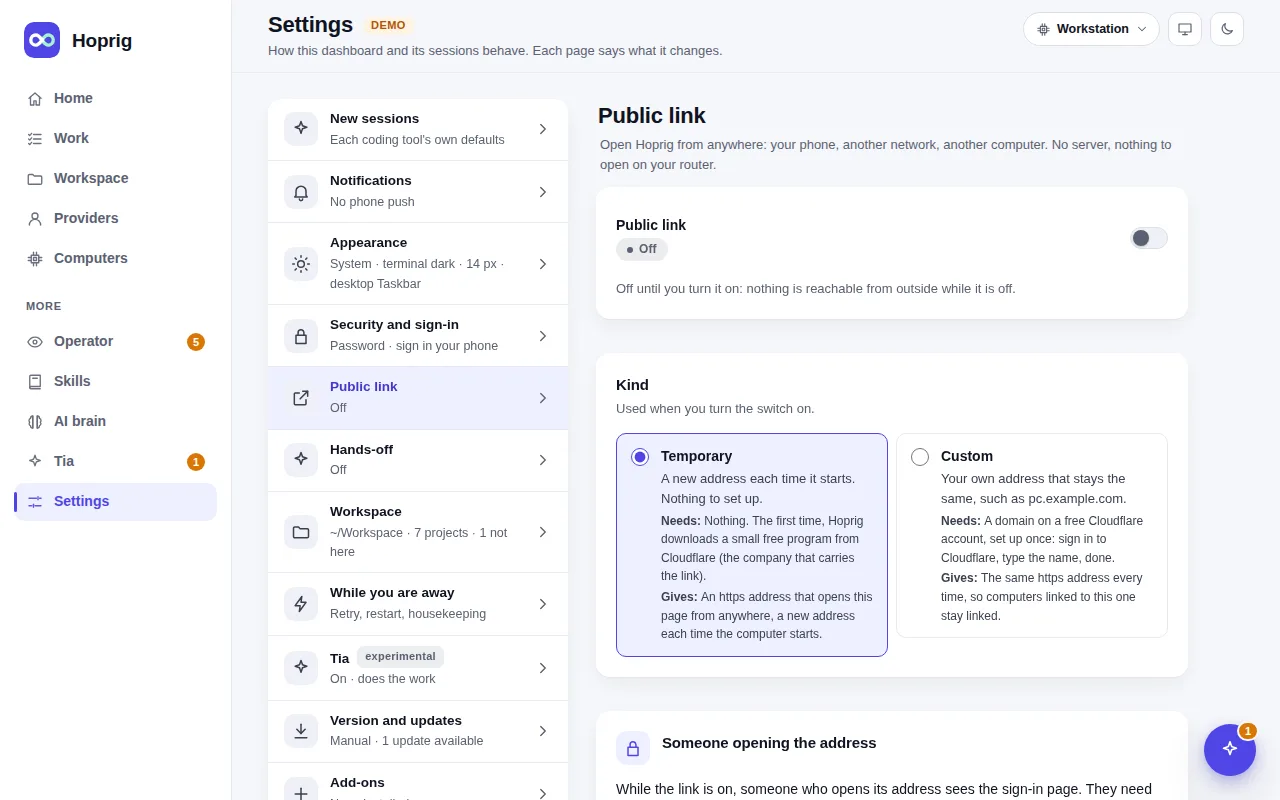 Hoprig
Home
Work
Workspace
Providers
Computers
MORE
Operator 5
Skills
AI brain
Tia 1
Settings
Settings DEMO
How this dashboard and its sessions behave. Each page says what it changes.
Workstation
New sessions
Each coding tool's own defaults
Notifications
No phone push
Appearance
System · terminal dark · 14 px ·
desktop Taskbar
Security and sign-in
Password · sign in your phone
Public link
Off
Hands-off
Off
Workspace
~/Workspace · 7 projects · 1 not
here
While you are away
Retry, restart, housekeeping
Tia experimental
On · does the work
Version and updates
Manual · 1 update available
Add-ons
Public link
Open Hoprig from anywhere: your phone, another network, another computer. No server, nothing to
open on your router.
Public link
Off
Off until you turn it on: nothing is reachable from outside while it is off.
Kind
Used when you turn the switch on.
Temporary
A new address each time it starts.
Nothing to set up.
Needs: Nothing. The first time, Hoprig
downloads a small free program from
Cloudflare (the company that carries
the link).
Gives: An https address that opens this
page from anywhere, a new address
each time the computer starts.
Custom
Your own address that stays the
same, such as pc.example.com.
Needs: A domain on a free Cloudflare
account, set up once: sign in to
Cloudflare, type the name, done.
Gives: The same https address every
time, so computers linked to this one
stay linked.
Someone opening the address
While the link is on, someone who opens its address sees the sign-in page. They need
1